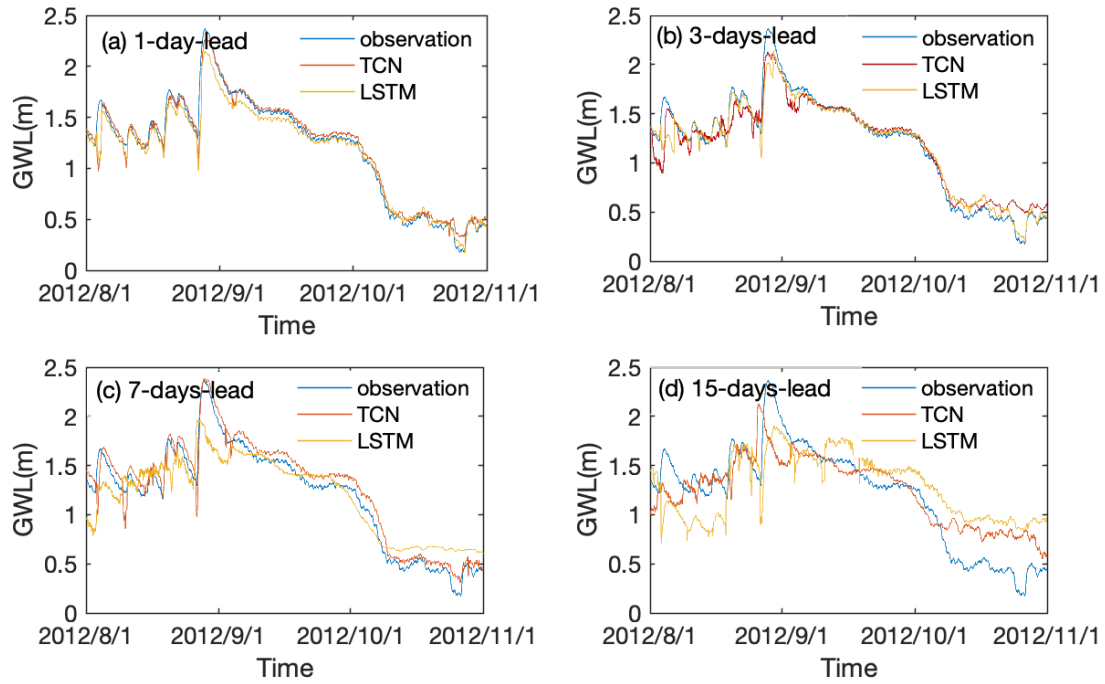 (a) 1-day-lead
observation
TCN
LSTM
2.5
2
1.5
1
0.5
0
GWL(m)
2012/8/1
2012/9/1
2012/10/1
2012/11/1
Time
(b) 3-days-lead
observation
TCN
LSTM
2.5
2
1.5
1
0.5
0
GWL(m)
2012/8/1
2012/9/1
2012/10/1
2012/11/1
Time
(c) 7-days-lead
observation
TCN
LSTM
2.5
2
1.5
1
0.5
0
GWL(m)
2012/8/1
2012/9/1
2012/10/1
2012/11/1
Time
(d) 15-days-lead
observation
TCN
LSTM
2.5
2
1.5
1
0.5
0
GWL(m)
2012/8/1
2012/9/1
2012/10/1
2012/11/1
Time